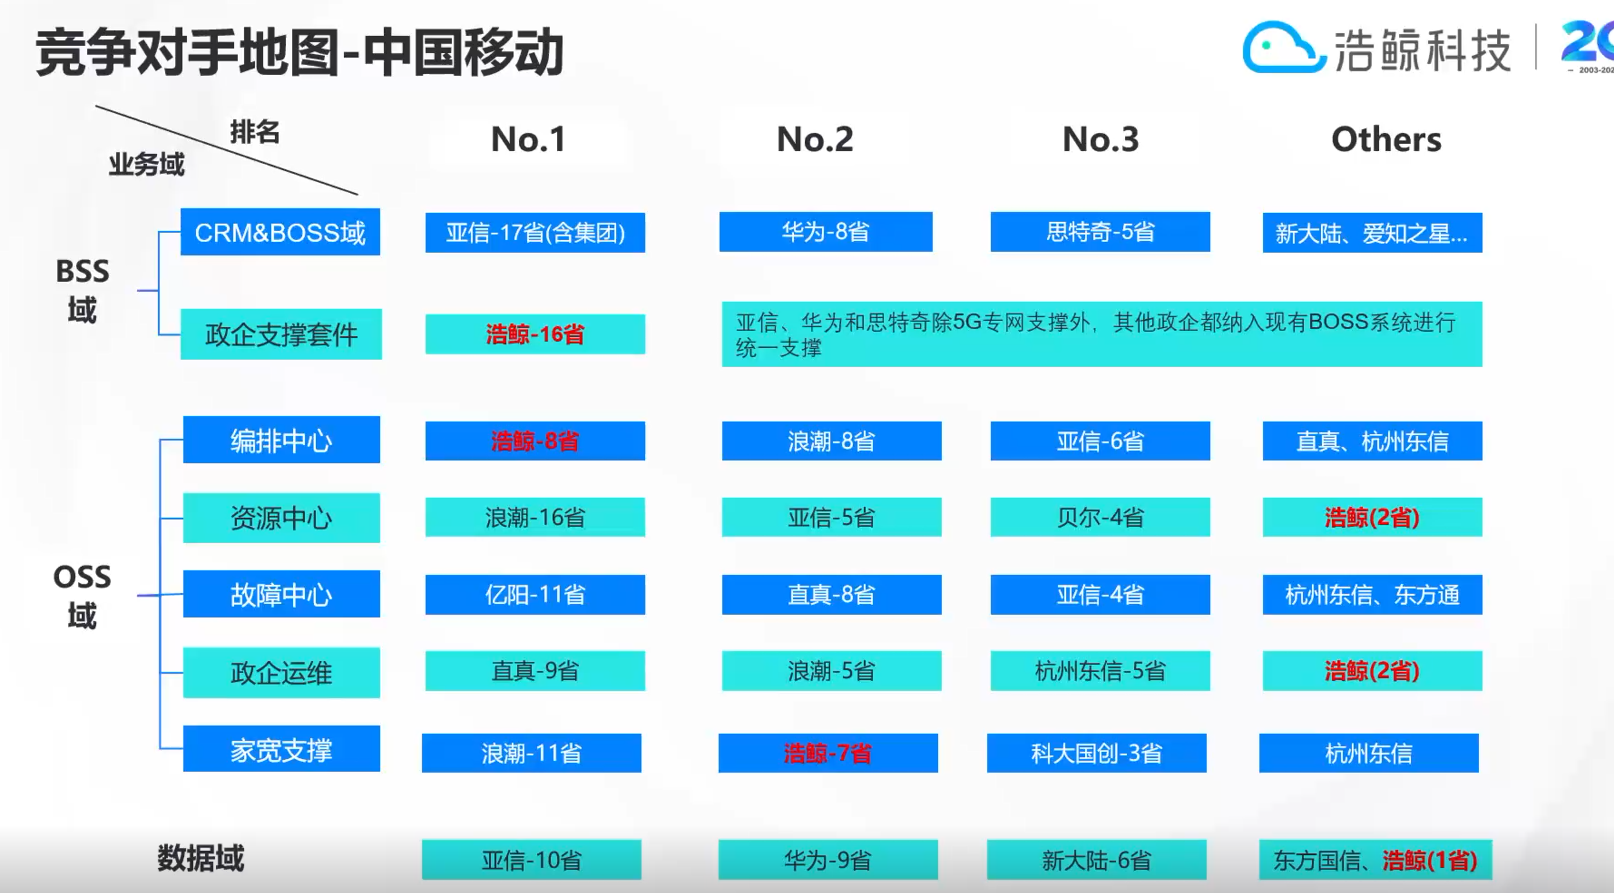 竞争对手地图-中国移动
浩鲸科技
2003-202
排名
业务域
No.1
No.2
No.3
Others
BSS
域
CRM&BOSS域
亚信-17省(含集团)
华为-8省
思特奇-5省
新大陆、爱知之星...
政企支撑套件
浩鲸-16省
亚信、华为和思特奇除5G专网支撑外，其他政企都纳入现有BOSS系统进行
统一支撑
OSS
域
编排中心
浩鲸-8省
浪潮-8省
亚信-6省
直真、杭州东信
资源中心
浪潮-16省
亚信-5省
贝尔-4省
浩鲸(2省)
故障中心
亿阳-11省
直真-8省
亚信-4省
杭州东信、东方通
政企运维
直真-9省
浪潮-5省
杭州东信-5省
浩鲸(2省)
家宽支撑
浪潮-11省
浩鲸-7省
科大国创-3省
杭州东信
数据域
亚信-10省
华为-9省
新大陆-6省
东方国信、浩鲸(1省)